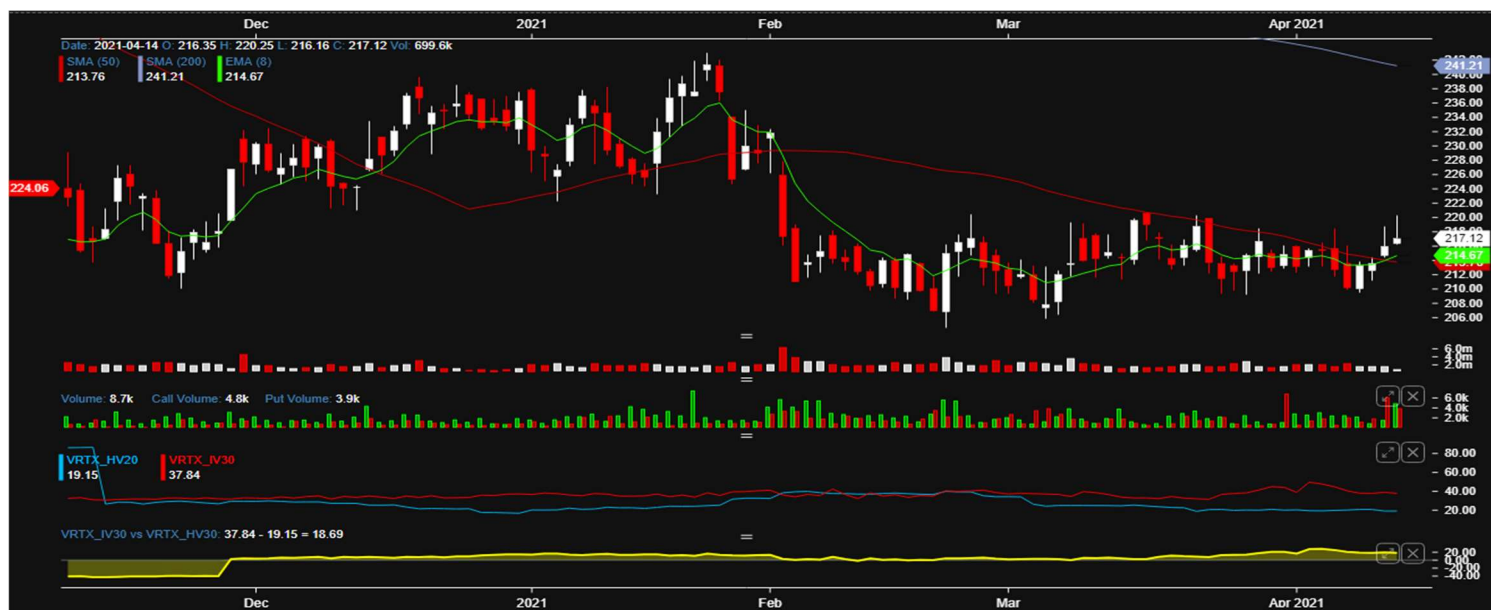 Dec 2021 Feb Mar Apr 2021
Date: 2021-04-14 O: 216.35 H: 220.25 L: 216.16 C: 217.12 Vol: 699.6k
SMA (50) SMA (200) EMA (8)
213.76 241.21 214.67
241.21
240.00
238.00
236.00
234.00
232.00
230.00
228.00
226.00
224.06
224.00
222.00
220.00
217.12
214.67
212.00
210.00
208.00
206.00
6.0m
4.0m
2.0m
Volume: 8.7k Call Volume: 4.8k Put Volume: 3.9k
6.0k
4.0k
2.0k
VRTX_HV20 VRTX_IV30
19.15 37.84
80.00
60.00
40.00
20.00
VRTX_IV30 vs VRTX_HV30: 37.84 - 19.15 = 18.69
20.00
0.00
-20.00
-40.00
Dec 2021 Feb Mar Apr 2021